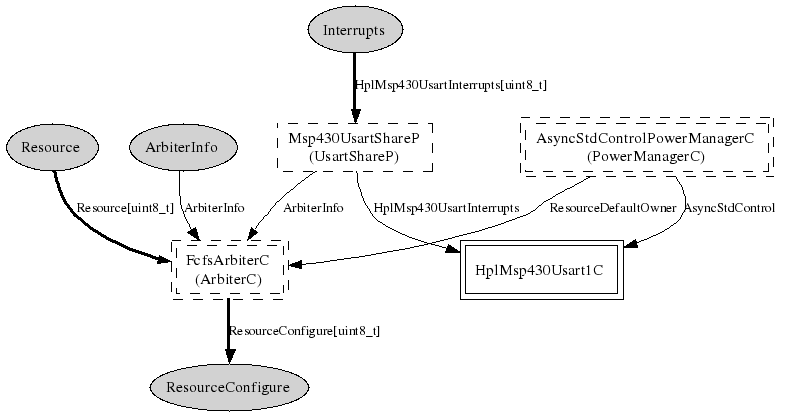 Interrupts
HplMsp430UsartInterrupts[uint8_t]
Resource
ArbiterInfo
Msp430UsartShareP
(UsartShareP)
AsyncStdControlPowerManagerC
(PowerManagerC)
Resource[uint8_t]
ArbiterInfo
ArbiterInfo
HplMsp430UsartInterrupts
ResourceDefaultOwner
AsyncStdControl
FcfsArbiterC
(ArbiterC)
HplMsp430Usart1C
ResourceConfigure[uint8_t]
ResourceConfigure